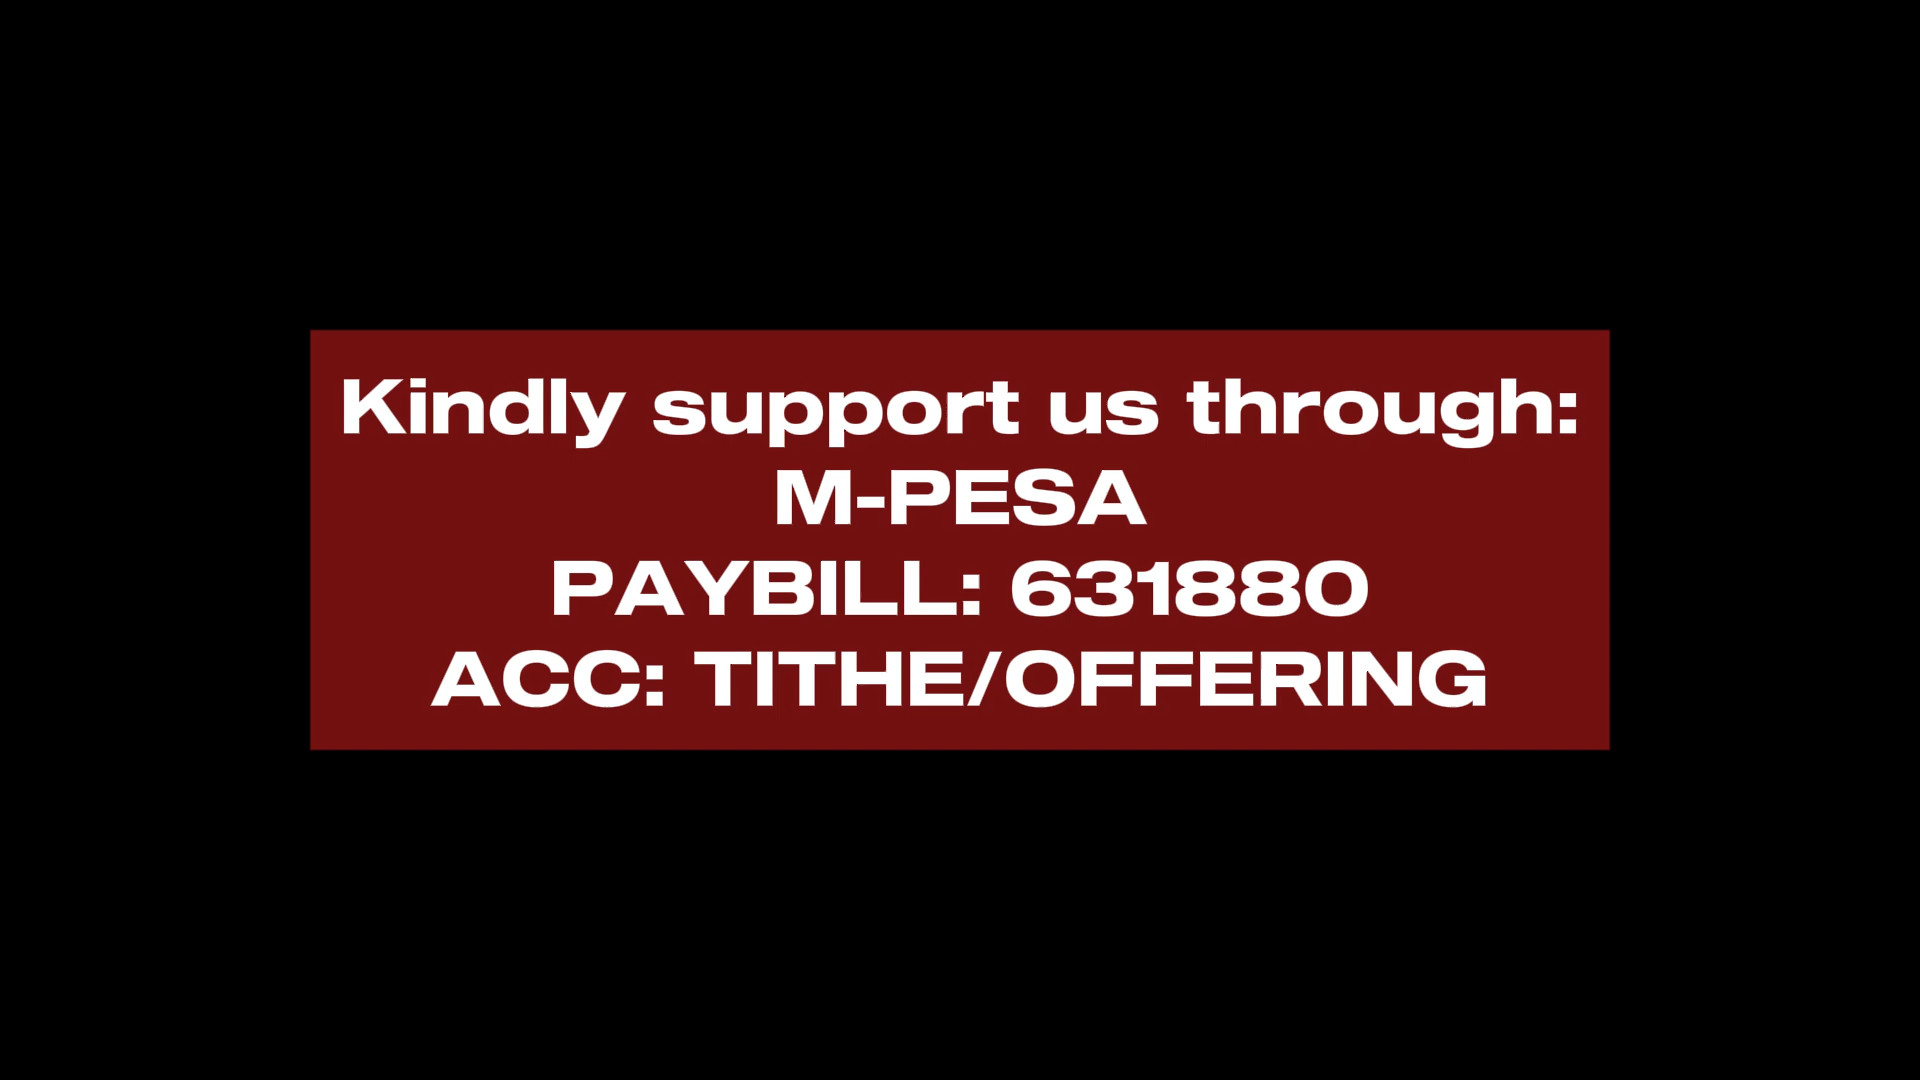 Kindly support us through:
M-PESA
PAYBILL: 631880
ACC: TITHE/OFFERING